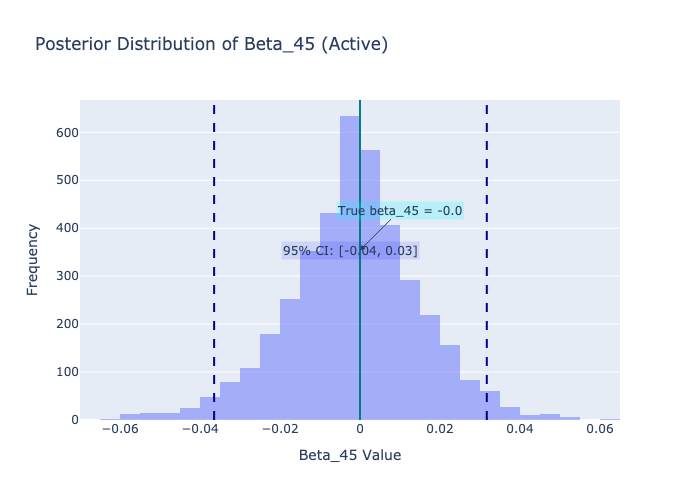 Posterior Distribution of Beta_45 (Active)
600
500
400
300
200
100
0
Frequency
True beta_45 = -0.0
95% CI: [-0.04, 0.03]
−0.06
−0.04
−0.02
0
0.02
0.04
0.06
Beta_45 Value